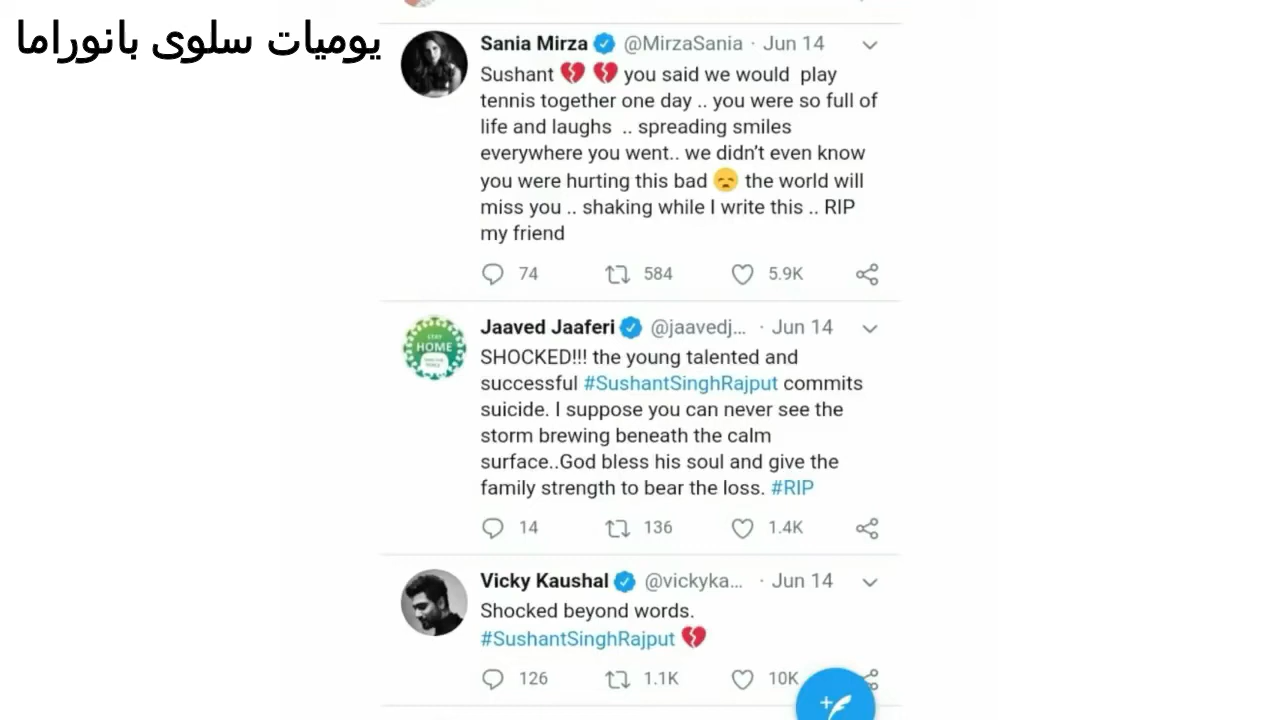 يوميات سلوى بانوراما
Sania Mirza @MirzaSania · Jun 14
Sushant 💔 💔 you said we would play
tennis together one day .. you were so full of
life and laughs .. spreading smiles
everywhere you went.. we didn’t even know
you were hurting this bad 😞 the world will
miss you .. shaking while I write this .. RIP
my friend
74 584 5.9K
STAY
HOME
Jaaved Jaaferi @jaavedj... · Jun 14
SHOCKED!!! the young talented and
successful #SushantSinghRajput commits
suicide. I suppose you can never see the
storm brewing beneath the calm
surface..God bless his soul and give the
family strength to bear the loss. #RIP
14 136 1.4K
Vicky Kaushal @vickyka... · Jun 14
Shocked beyond words.
#SushantSinghRajput 💔
126 1.1K 10K